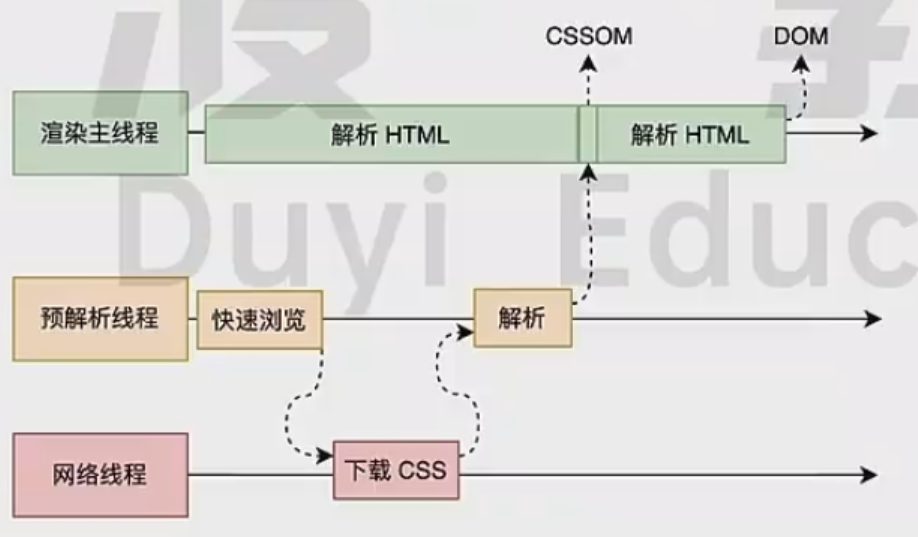 CSSOM
DOM
渲染主线程
解析 HTML
解析 HTML
Duyi Educ
预解析线程
快速浏览
解析
网络线程
下载 CSS